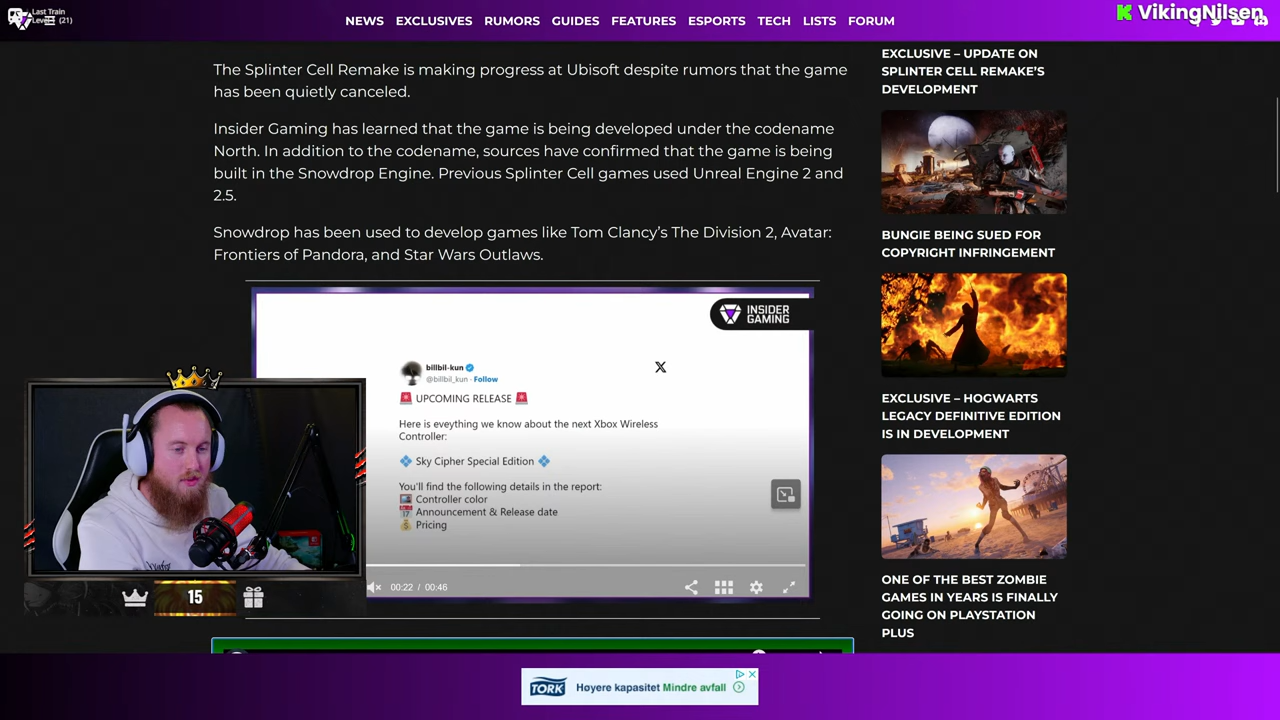 Last Train
(21)
NEWS EXCLUSIVES RUMORS GUIDES FEATURES ESPORTS TECH LISTS FORUM
VikingNilsen
The Splinter Cell Remake is making progress at Ubisoft despite rumors that the game
has been quietly canceled.
Insider Gaming has learned that the game is being developed under the codename
North. In addition to the codename, sources have confirmed that the game is being
built in the Snowdrop Engine. Previous Splinter Cell games used Unreal Engine 2 and
2.5.
Snowdrop has been used to develop games like Tom Clancy's The Division 2, Avatar:
Frontiers of Pandora, and Star Wars Outlaws.
INSIDER
GAMING
billbil-kun
@billbil_kun · Follow
X
🚨 UPCOMING RELEASE 🚨
Here is eveything we know about the next Xbox Wireless
Controller:
💠 Sky Cipher Special Edition 💠
You'll find the following details in the report:
Controller color
Announcement & Release date
Pricing
00:22 / 00:46
15
EXCLUSIVE – UPDATE ON
SPLINTER CELL REMAKE'S
DEVELOPMENT
BUNGIE BEING SUED FOR
COPYRIGHT INFRINGEMENT
EXCLUSIVE – HOGWARTS
LEGACY DEFINITIVE EDITION
IS IN DEVELOPMENT
ONE OF THE BEST ZOMBIE
GAMES IN YEARS IS FINALLY
GOING ON PLAYSTATION
PLUS
TORK Høyere kapasitet Mindre avfall